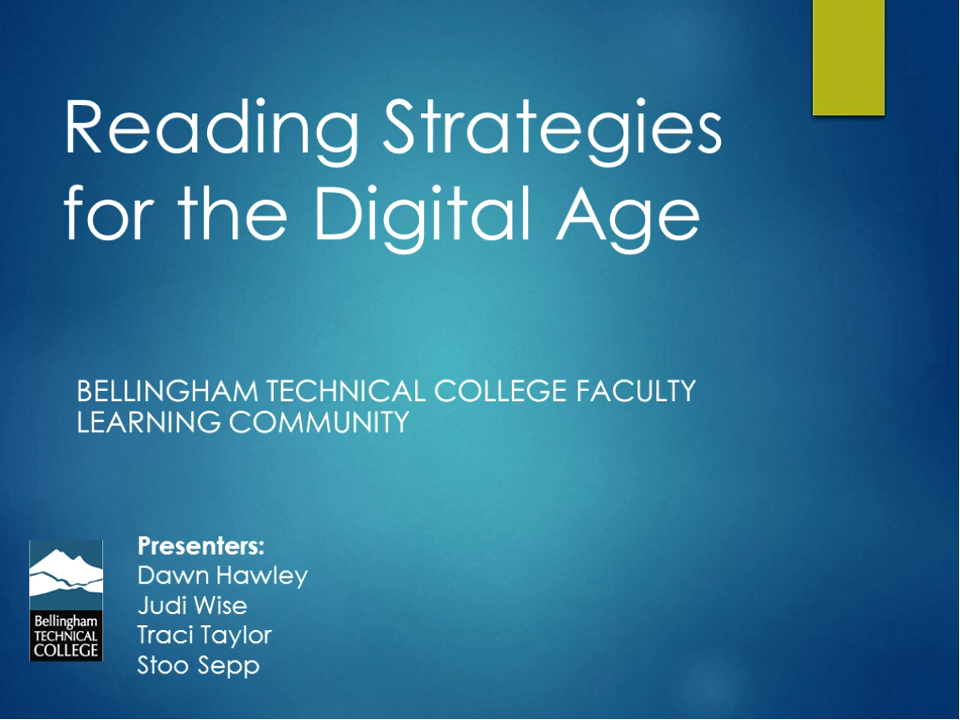 Reading Strategies
for the Digital Age
BELLINGHAM TECHNICAL COLLEGE FACULTY
LEARNING COMMUNITY
Presenters:
Dawn Hawley
Judi Wise
Traci Taylor
Stoo Sepp
Bellingham
TECHNICAL
COLLEGE